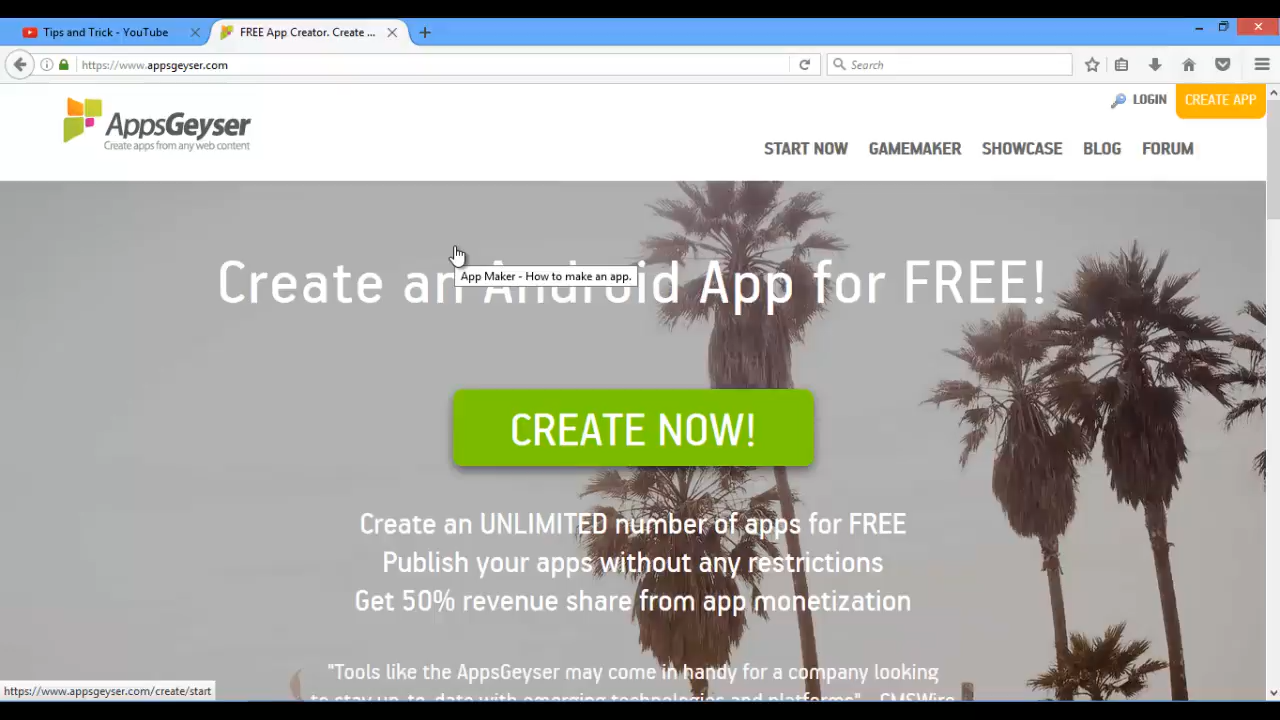 Tips and Trick - YouTube
FREE App Creator. Create ...
https://www.appsgeyser.com
Search
LOGIN
CREATE APP
AppsGeyser
Create apps from any web content
START NOW
GAMEMAKER
SHOWCASE
BLOG
FORUM
Create an Android App for FREE!
App Maker - How to make an app.
CREATE NOW!
Create an UNLIMITED number of apps for FREE
Publish your apps without any restrictions
Get 50% revenue share from app monetization
"Tools like the AppsGeyser may come in handy for a company looking
to stay up-to-date with emerging technologies and platforms" CMSWire
https://www.appsgeyser.com/create/start